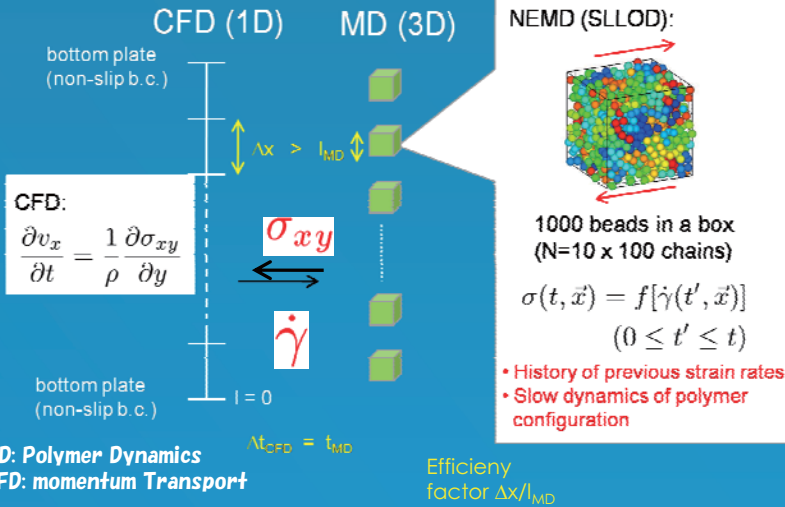 CFD (1D)
MD (3D)
NEMD (SLLOD):
bottom plate
(non-slip b.c.)
Δx > l_MD
CFD:
∂v_x/∂t = 1/ρ ∂σ_xy/∂y
σ_xy
γ̇
1000 beads in a box
(N=10 x 100 chains)
σ(t, x⃗) = f[γ̇(t′, x⃗)]
(0 ≤ t′ ≤ t)
• History of previous strain rates
• Slow dynamics of polymer
configuration
bottom plate
(non-slip b.c.)
l = 0
Δt_CFD = t_MD
D: Polymer Dynamics
FD: momentum Transport
Efficieny
factor Δx/l_MD